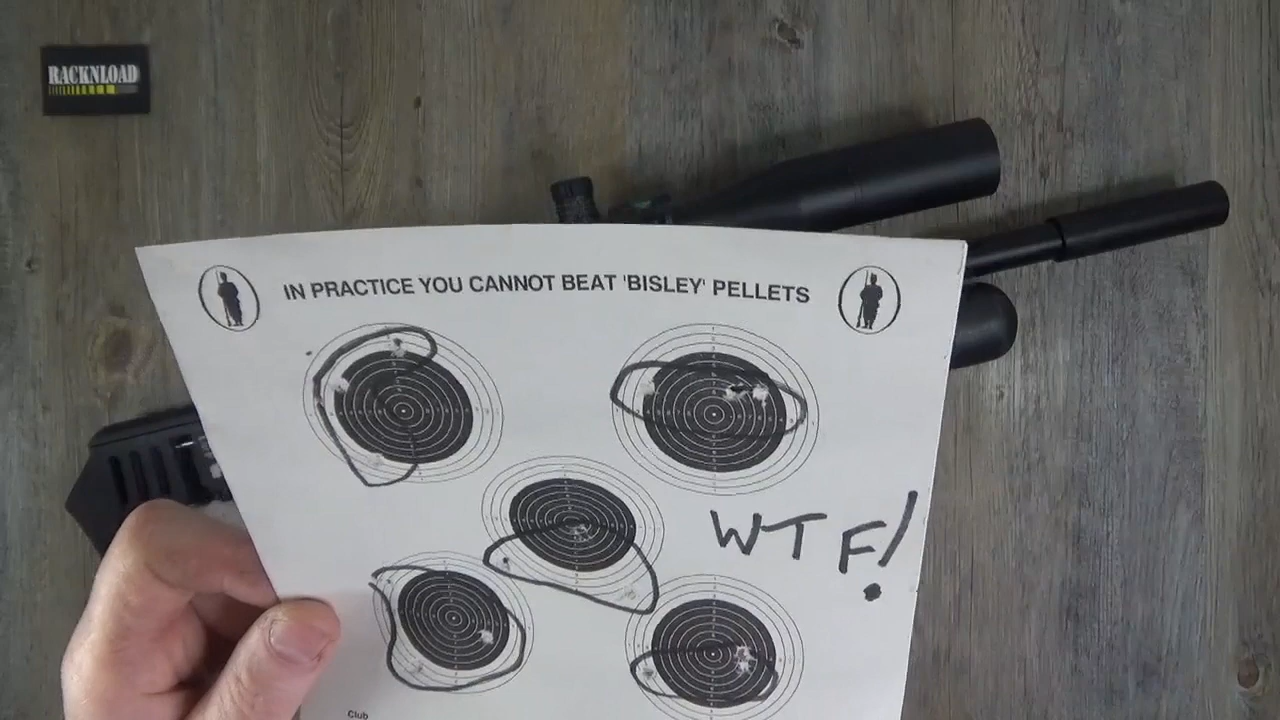 RACKNLOAD
IN PRACTICE YOU CANNOT BEAT 'BISLEY' PELLETS
WTF!
Club